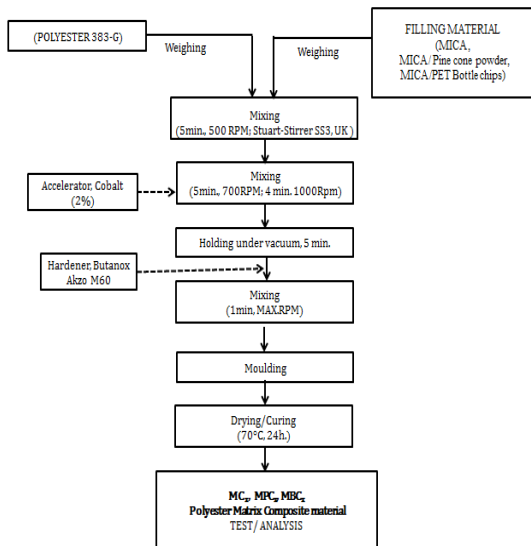 (POLYESTER 383-G)
FILLING MATERIAL
(MICA,
MICA/Pine cone powder,
MICA/PET Bottle chips)
Weighing
Weighing
Mixing
(5min., 500 RPM; Stuart-Stirrer SS3, UK)
Accelerator, Cobalt
(2%)
Mixing
(5min., 700RPM; 4 min. 1000Rpm)
Holding under vacuum, 5 min.
Hardener, Butanox
Akzo M60
Mixing
(1min, MAX.RPM)
Moulding
Drying/Curing
(70°C, 24h.)
MCx, MPCx, MBCx
Polyester Matrix Composite material
TEST/ANALYSIS